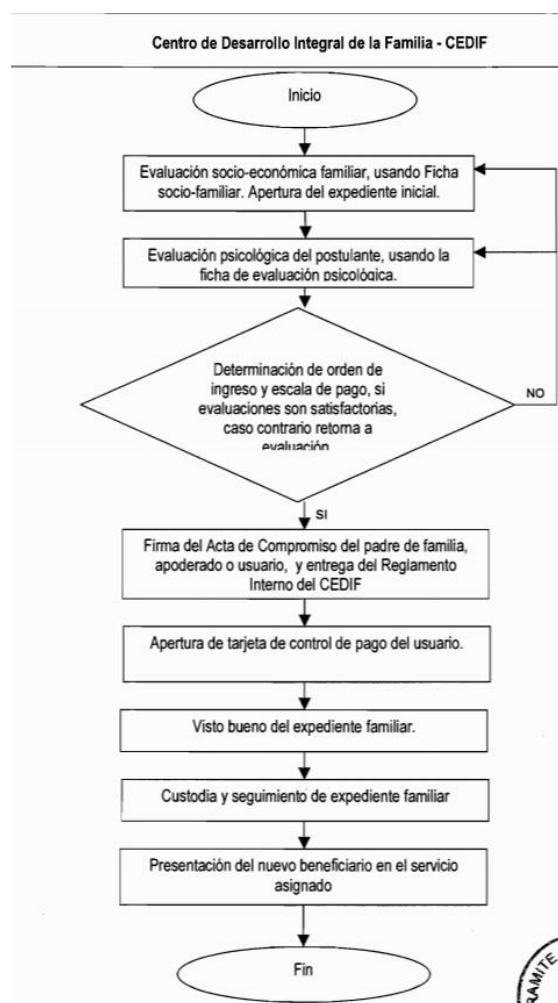 Centro de Desarrollo Integral de la Familia - CEDIF
Inicio
Evaluación socio-económica familiar, usando Ficha
socio-familiar. Apertura del expediente inicial.
Evaluación psicológica del postulante, usando la
ficha de evaluación psicológica.
Determinación de orden de
ingreso y escala de pago, si
evaluaciones son satisfactorias,
caso contrario retorna a
evaluación
NO
SI
Firma del Acta de Compromiso del padre de familia,
apoderado o usuario, y entrega del Reglamento
Interno del CEDIF
Apertura de tarjeta de control de pago del usuario.
Visto bueno del expediente familiar.
Custodia y seguimiento de expediente familiar
Presentación del nuevo beneficiario en el servicio
asignado
Fin
RAMITE